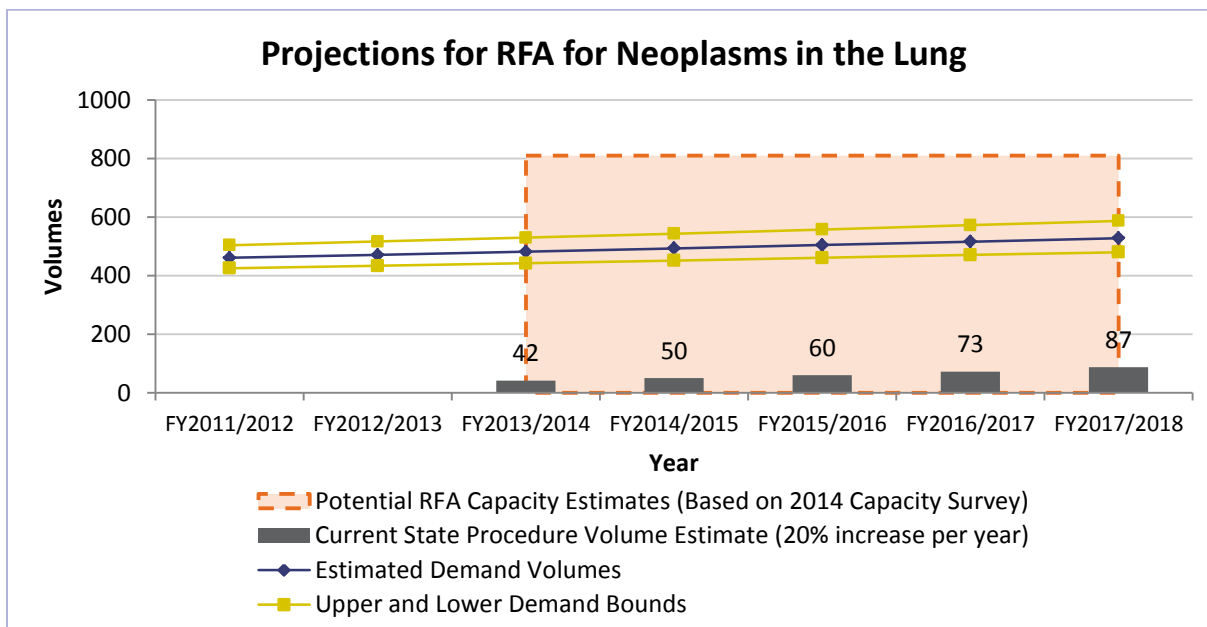 Projections for RFA for Neoplasms in the Lung
1000
800
600
400
200
0
Volumes
42
50
60
73
87
FY2011/2012
FY2012/2013
FY2013/2014
FY2014/2015
FY2015/2016
FY2016/2017
FY2017/2018
Year
Potential RFA Capacity Estimates (Based on 2014 Capacity Survey)
Current State Procedure Volume Estimate (20% increase per year)
Estimated Demand Volumes
Upper and Lower Demand Bounds